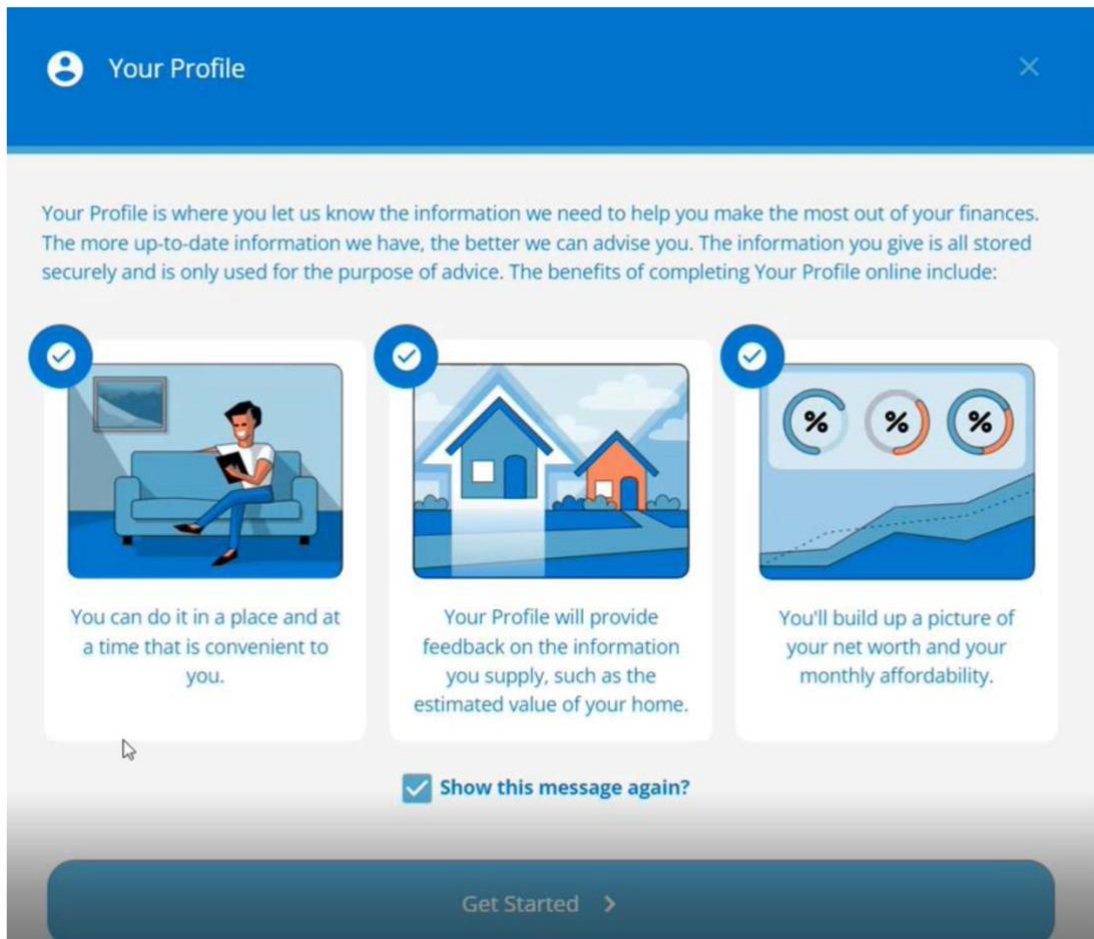 Your Profile
Your Profile is where you let us know the information we need to help you make the most out of your finances.
The more up-to-date information we have, the better we can advise you. The information you give is all stored
securely and is only used for the purpose of advice. The benefits of completing Your Profile online include:
You can do it in a place and at
a time that is convenient to
you.
Your Profile will provide
feedback on the information
you supply, such as the
estimated value of your home.
% % %
You'll build up a picture of
your net worth and your
monthly affordability.
Show this message again?
Get Started